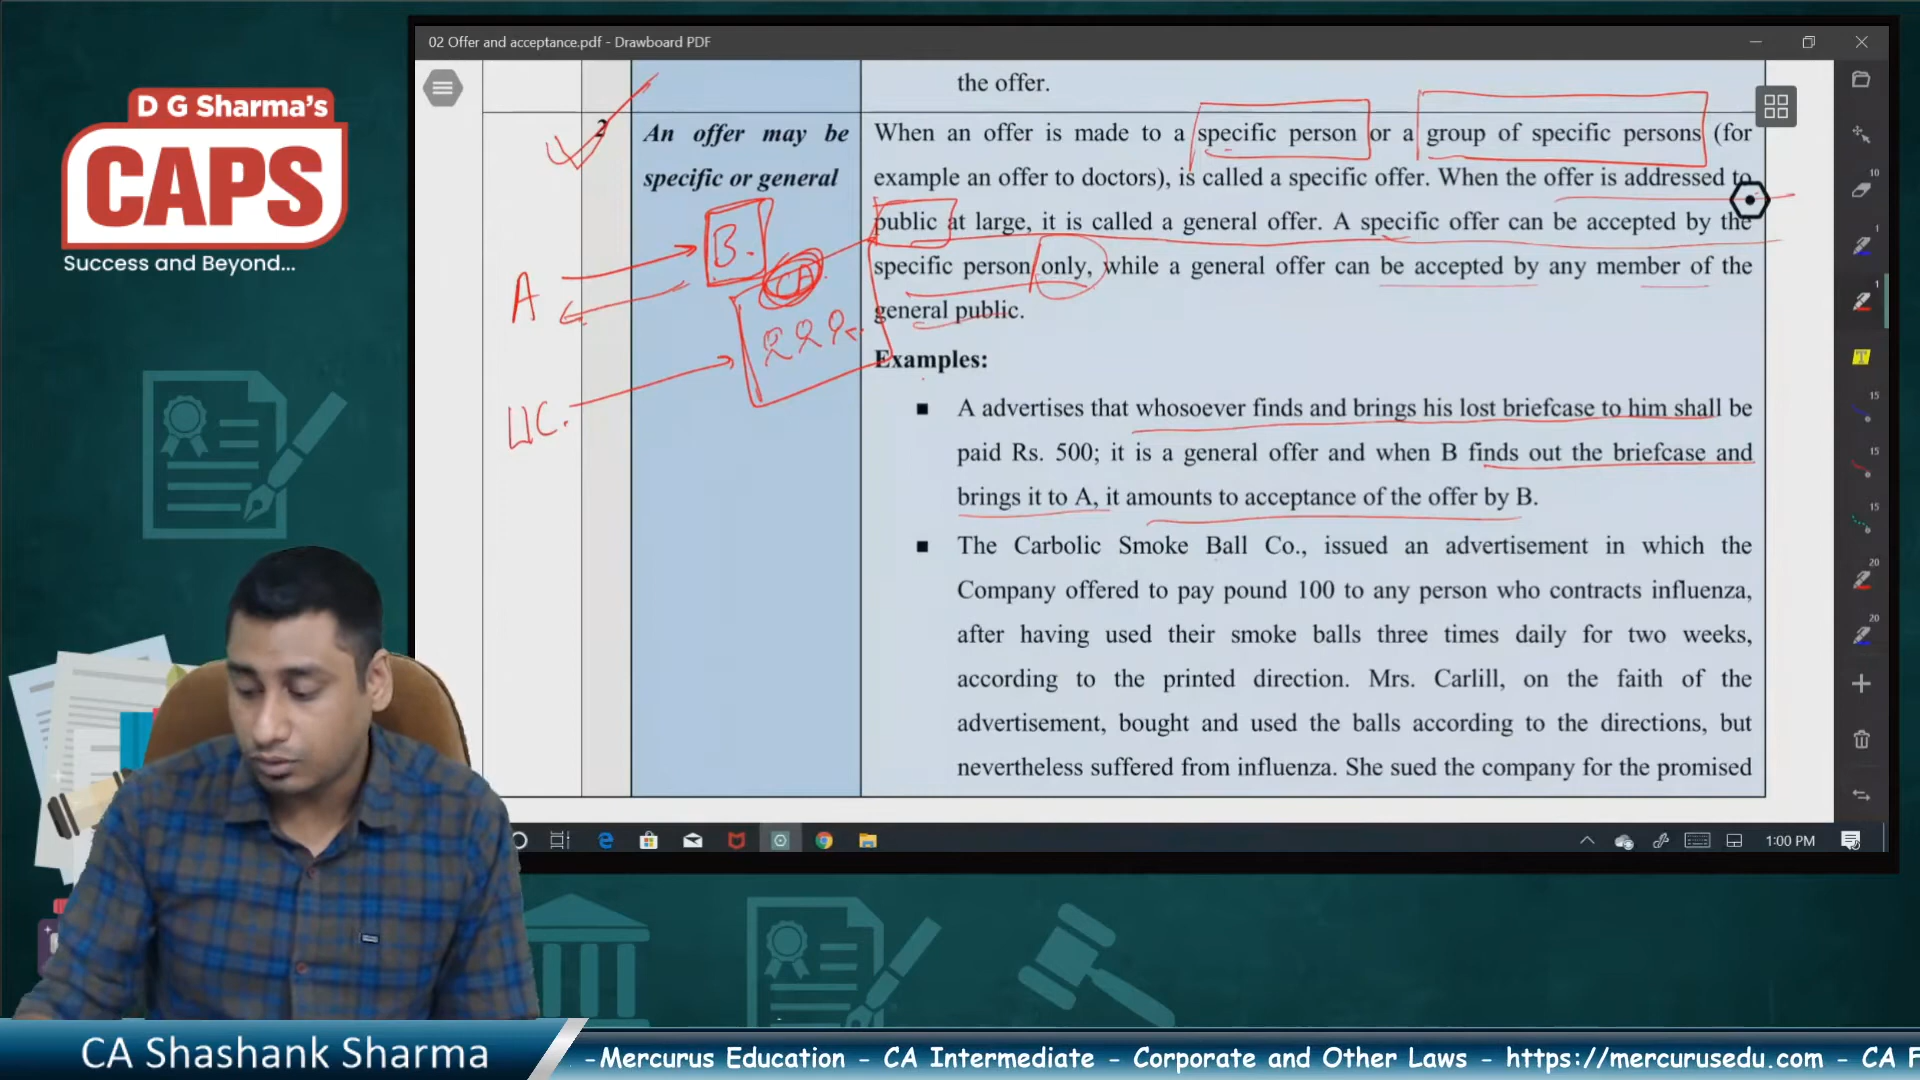 D G Sharma's
CAPS
Success and Beyond...
02 Offer and acceptance.pdf - Drawboard PDF
the offer.
2
An offer may be
specific or general
When an offer is made to a specific person or a group of specific persons (for
example an offer to doctors), is called a specific offer. When the offer is addressed to
public at large, it is called a general offer. A specific offer can be accepted by the
specific person only, while a general offer can be accepted by any member of the
general public.
B.
CA
A
LIC.
Examples:
A advertises that whosoever finds and brings his lost briefcase to him shall be
paid Rs. 500; it is a general offer and when B finds out the briefcase and
brings it to A, it amounts to acceptance of the offer by B.
The Carbolic Smoke Ball Co., issued an advertisement in which the
Company offered to pay pound 100 to any person who contracts influenza,
after having used their smoke balls three times daily for two weeks,
according to the printed direction. Mrs. Carlill, on the faith of the
advertisement, bought and used the balls according to the directions, but
nevertheless suffered from influenza. She sued the company for the promised
10
1
1
T
15
15
15
20
20
1:00 PM
CA Shashank Sharma
-Mercurus Education - CA Intermediate - Corporate and Other Laws - https://mercurusedu.com - CA F